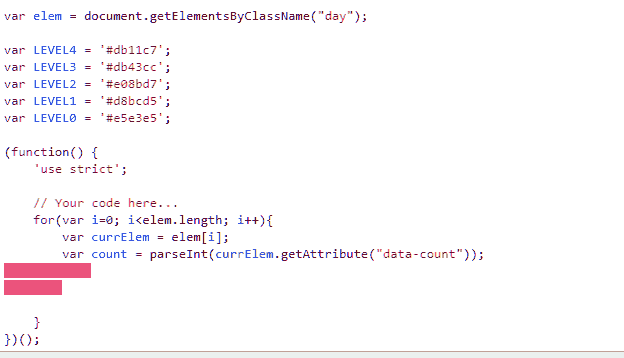 var elem = document.getElementsByClassName("day");
var LEVEL4 = '#db11c7';
var LEVEL3 = '#db43cc';
var LEVEL2 = '#e08bd7';
var LEVEL1 = '#d8bcd5';
var LEVEL0 = '#e5e3e5';
(function() {
'use strict';
// Your code here...
for(var i=0; i<elem.length; i++){
var currElem = elem[i];
var count = parseInt(currElem.getAttribute("data-count"));
}
})();